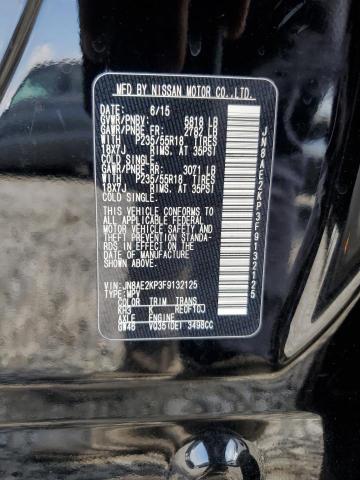 MFD BY NISSAN MOTOR CO.,LTD.
DATE: 6/15
GVWR/PNBV: 5818 LB
GAWR/PNBE FR: 2782 LB
WITH P235/55R18 TIRES
18X7J RIMS, AT 35PSI
COLD SINGLE.
GAWR/PNBE RR: 3071 LB
WITH P235/55R18 TIRES
18X7J RIMS, AT 35PSI
COLD SINGLE.
THIS VEHICLE CONFORMS TO
ALL APPLICABLE FEDERAL
MOTOR VEHICLE SAFETY AND
THEFT PREVENTION STANDA-
RDS IN EFFECT ON THE
DATE OF MANUFACTURE
SHOWN ABOVE.
VIN: JN8AE2KP3F9132125
TYPE: MPV
COLOR TRIM TRANS
KH3 K RE0F10J
AXLE ENGINE
GW46 VQ35(DE) 3498CC
JN8AE2KP3F9132125